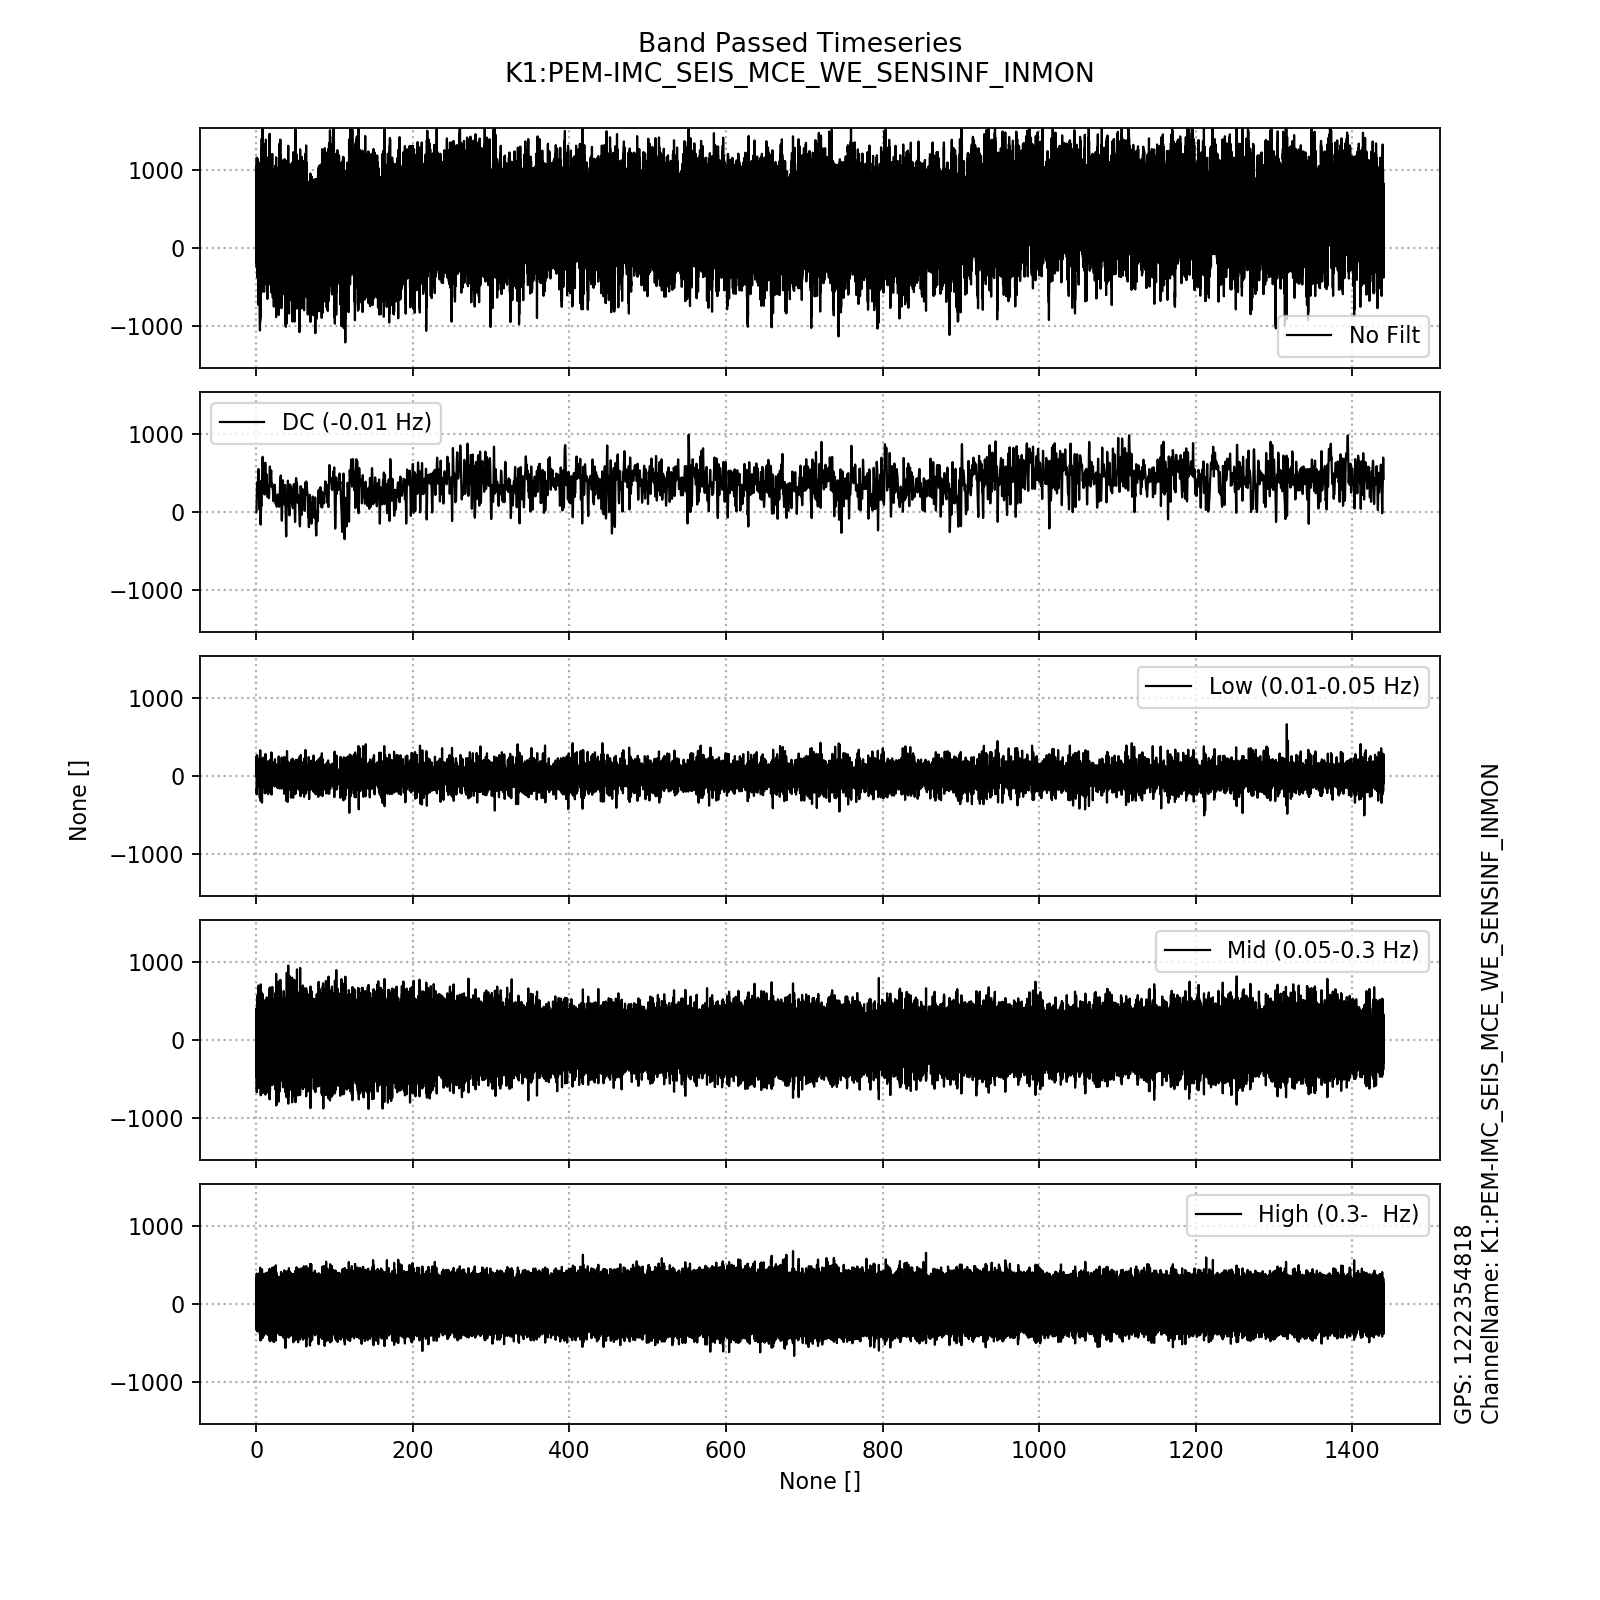 Band Passed Timeseries
K1:PEM-IMC_SEIS_MCE_WE_SENSINF_INMON
1000
0
−1000
No Filt
DC (-0.01 Hz)
1000
0
−1000
Low (0.01-0.05 Hz)
1000
0
−1000
None []
Mid (0.05-0.3 Hz)
1000
0
−1000
High (0.3-  Hz)
1000
0
−1000
0 200 400 600 800 1000 1200 1400
None []
GPS: 1222354818
ChannelName: K1:PEM-IMC_SEIS_MCE_WE_SENSINF_INMON